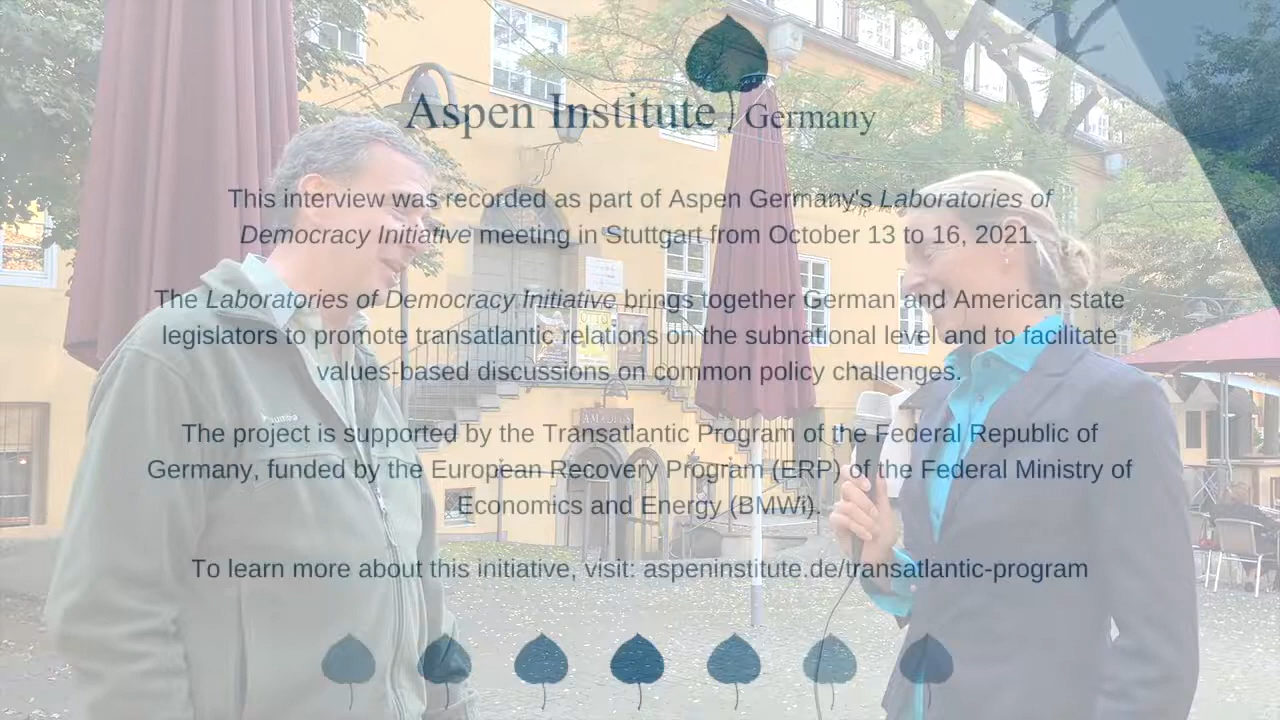 Aspen Institute Germany
This interview was recorded as part of Aspen Germany's Laboratories of
Democracy Initiative meeting in Stuttgart from October 13 to 16, 2021.
The Laboratories of Democracy Initiative brings together German and American state
legislators to promote transatlantic relations on the subnational level and to facilitate
values-based discussions on common policy challenges.
The project is supported by the Transatlantic Program of the Federal Republic of
Germany, funded by the European Recovery Program (ERP) of the Federal Ministry of
Economics and Energy (BMWi).
To learn more about this initiative, visit: aspeninstitute.de/transatlantic-program